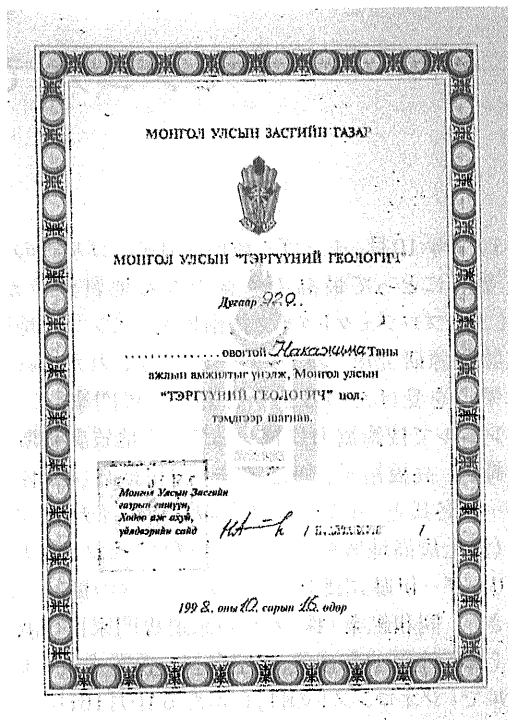 МОНГОЛ УЛСЫН ЗАСГИЙН ГАЗАР
МОНГОЛ УЛСЫН "ТЭРГҮҮНИЙ ГЕОЛОГИЧ"
Дугаар 920..
.............. овогтой Накажима Таны
ажлын амжилтыг үнэлж, Монгол улсын
"ТЭРГҮҮНИЙ ГЕОЛОГИЧ" цол,
тэмдгээр шагнав.
Монгол Улсын Засгийн
газрын гишүүн,
Хөдөө аж ахуй,
үйлдвэрийн сайд
1998. оны 10. сарын 15. өдөр